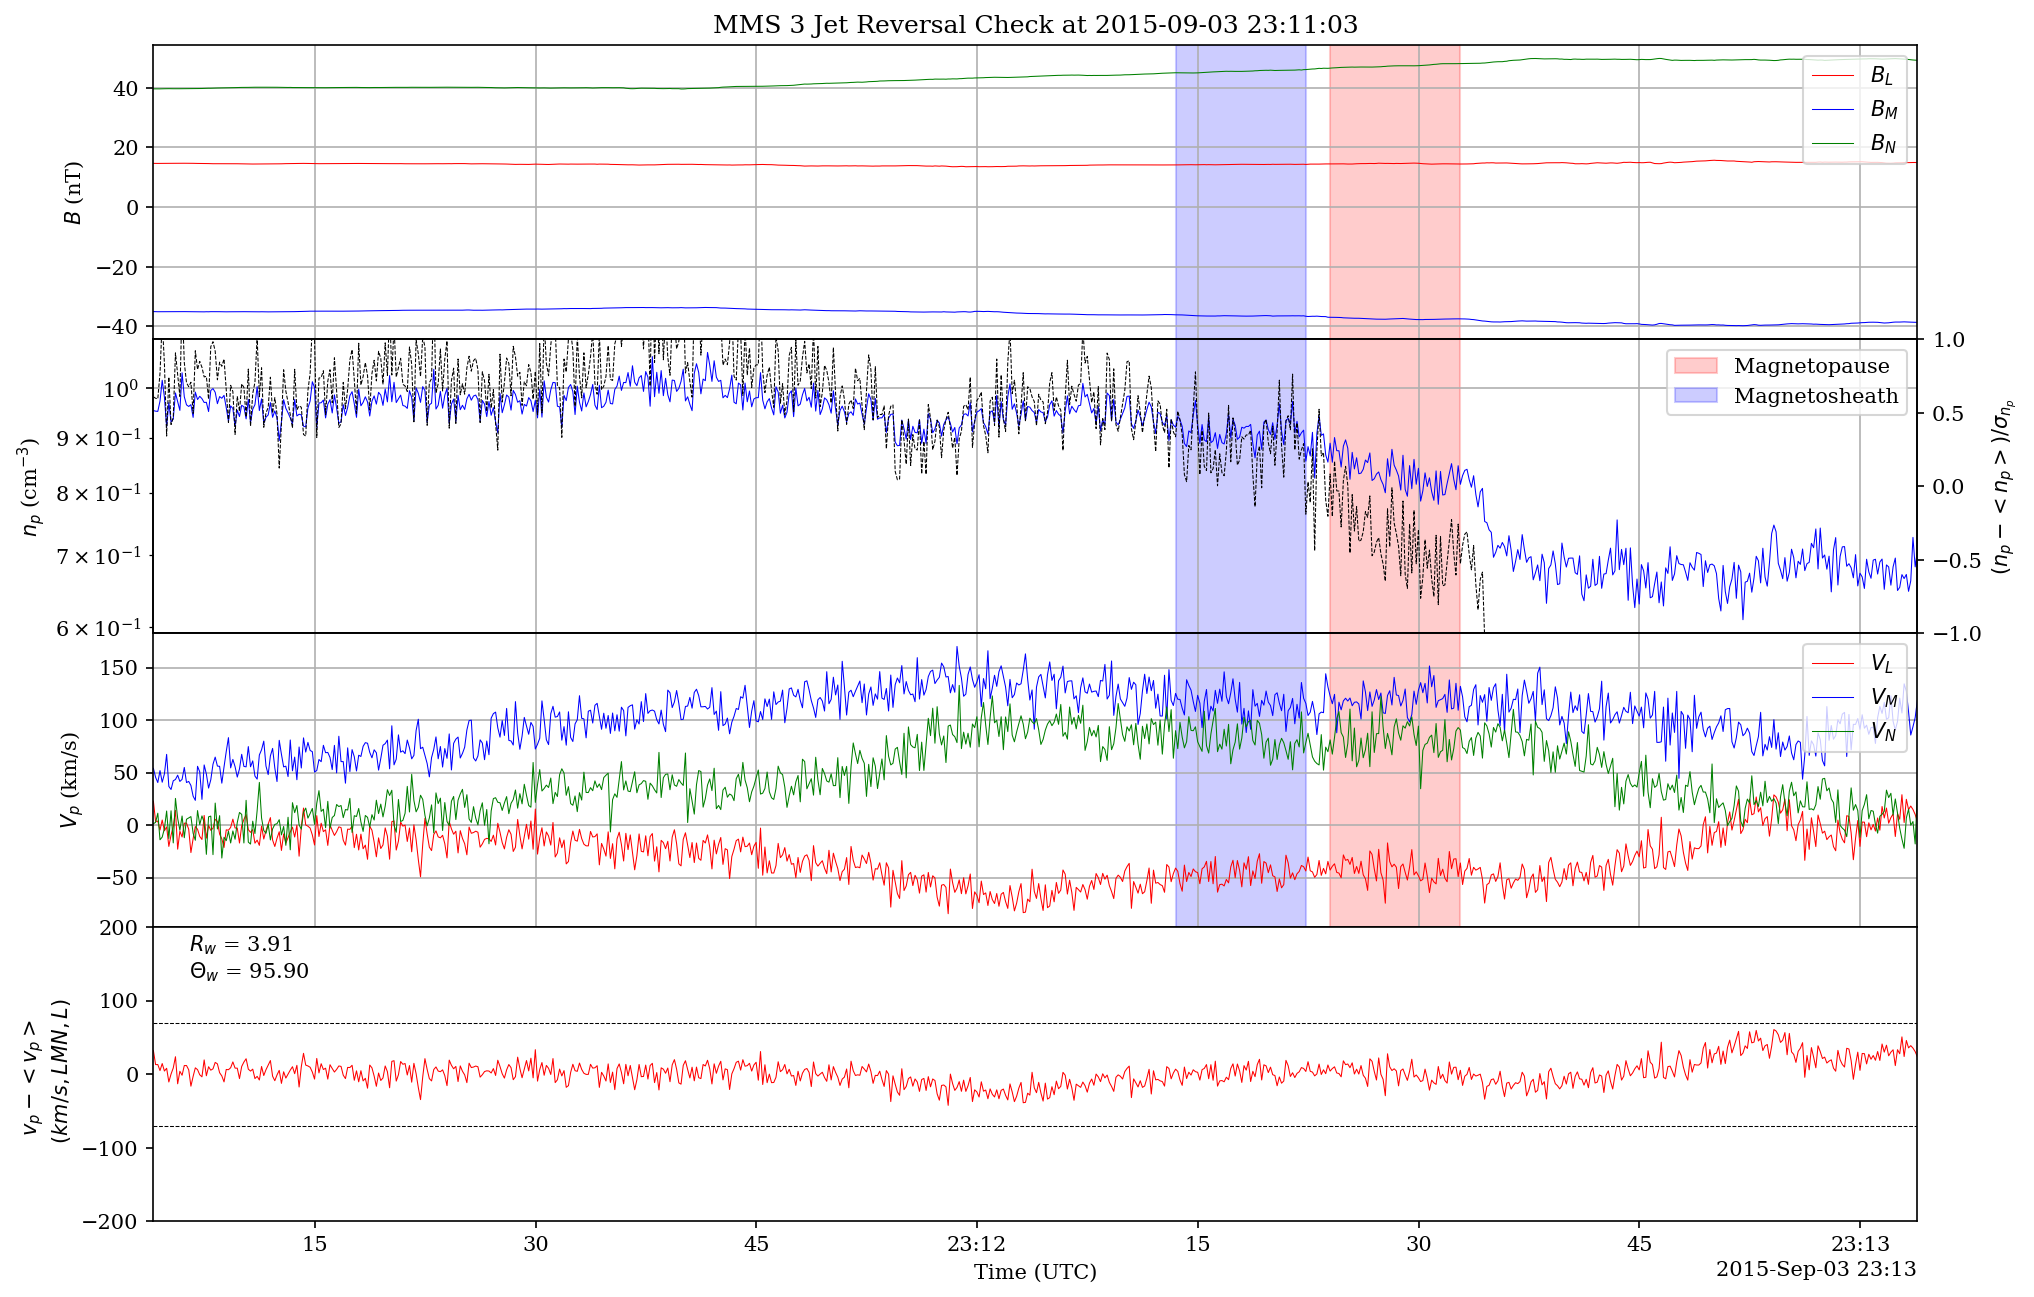 MMS 3 Jet Reversal Check at 2015-09-03 23:11:03
B (nT)
40
20
0
−20
−40
B_L
B_M
B_N
n_p (cm^{−3})
10^0
9 × 10^{−1}
8 × 10^{−1}
7 × 10^{−1}
6 × 10^{−1}
Magnetopause
Magnetosheath
1.0
0.5
0.0
−0.5
−1.0
(n_p − < n_p >)/σ_{n_p}
V_p (km/s)
150
100
50
0
−50
V_L
V_M
V_N
v_p − < v_p >
(km/s, LMN, L)
200
100
0
−100
−200
R_w = 3.91
Θ_w = 95.90
15
30
45
23:12
15
30
45
23:13
Time (UTC)
2015-Sep-03 23:13